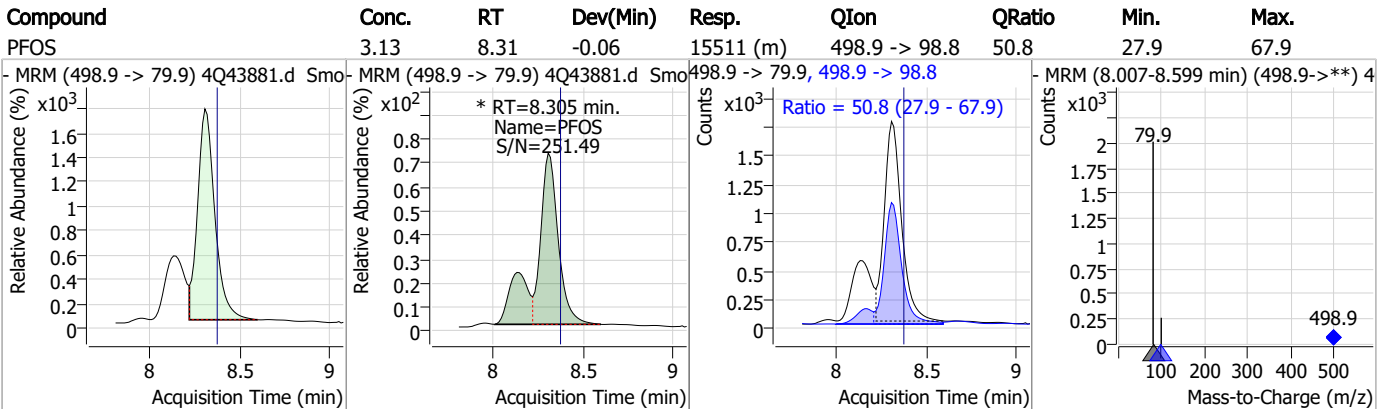 Compound Conc. RT Dev(Min) Resp. QIon QRatio Min. Max.
PFOS 3.13 8.31 -0.06 15511 (m) 498.9 -> 98.8 50.8 27.9 67.9
- MRM (498.9 -> 79.9) 4Q43881.d Smo
Relative Abundance (%)
x10³
1.6
1.4
1.2
1
0.8
0.6
0.4
0.2
0
8 8.5 9
Acquisition Time (min)
- MRM (498.9 -> 79.9) 4Q43881.d Smo
Relative Abundance (%)
x10²
* RT=8.305 min.
Name=PFOS
S/N=251.49
0.8
0.7
0.6
0.5
0.4
0.3
0.2
0.1
0
8 8.5 9
Acquisition Time (min)
498.9 -> 79.9, 498.9 -> 98.8
Counts
x10³
Ratio = 50.8 (27.9 - 67.9)
1.5
1.25
1
0.75
0.5
0.25
0
8 8.5 9
Acquisition Time (min)
- MRM (8.007-8.599 min) (498.9->**) 4
Counts
x10³
79.9
2
1.75
1.5
1.25
1
0.75
0.5
0.25
0
498.9
100 200 300 400 500
Mass-to-Charge (m/z)